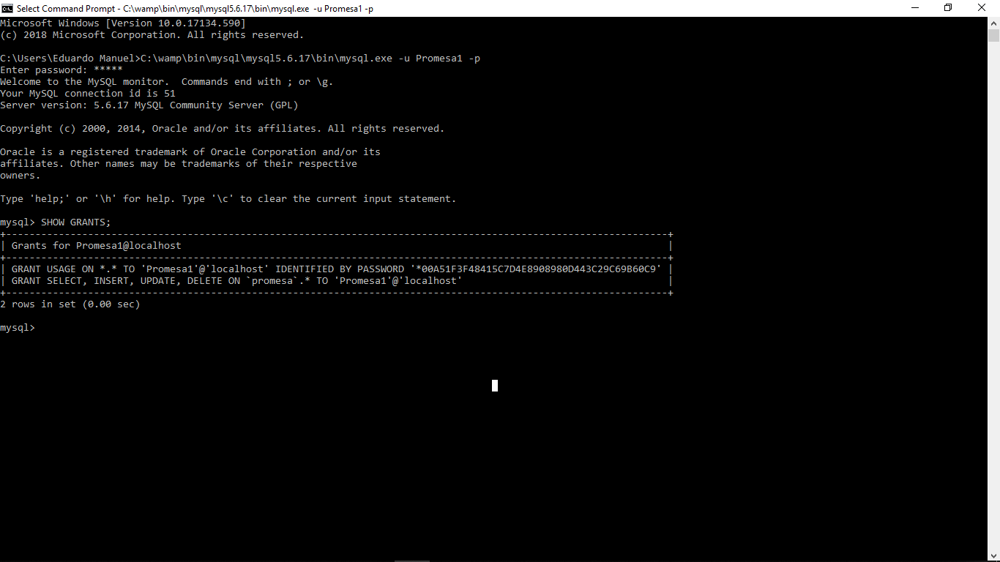 Select Command Prompt - C:\wamp\bin\mysql\mysql5.6.17\bin\mysql.exe  -u Promesa1 -p
Microsoft Windows [Version 10.0.17134.590]
(c) 2018 Microsoft Corporation. All rights reserved.
C:\Users\Eduardo Manuel>C:\wamp\bin\mysql\mysql5.6.17\bin\mysql.exe -u Promesa1 -p
Enter password: *****
Welcome to the MySQL monitor.  Commands end with ; or \g.
Your MySQL connection id is 51
Server version: 5.6.17 MySQL Community Server (GPL)
Copyright (c) 2000, 2014, Oracle and/or its affiliates. All rights reserved.
Oracle is a registered trademark of Oracle Corporation and/or its
affiliates. Other names may be trademarks of their respective
owners.
Type 'help;' or '\h' for help. Type '\c' to clear the current input statement.
mysql> SHOW GRANTS;
+-----------------------------------------------------------------------------------------------------------------+
| Grants for Promesa1@localhost                                                                                   |
+-----------------------------------------------------------------------------------------------------------------+
| GRANT USAGE ON *.* TO 'Promesa1'@'localhost' IDENTIFIED BY PASSWORD '*00A51F3F48415C7D4E8908980D443C29C69B60C9' |
| GRANT SELECT, INSERT, UPDATE, DELETE ON `promesa`.* TO 'Promesa1'@'localhost'                                   |
+-----------------------------------------------------------------------------------------------------------------+
2 rows in set (0.00 sec)
mysql>